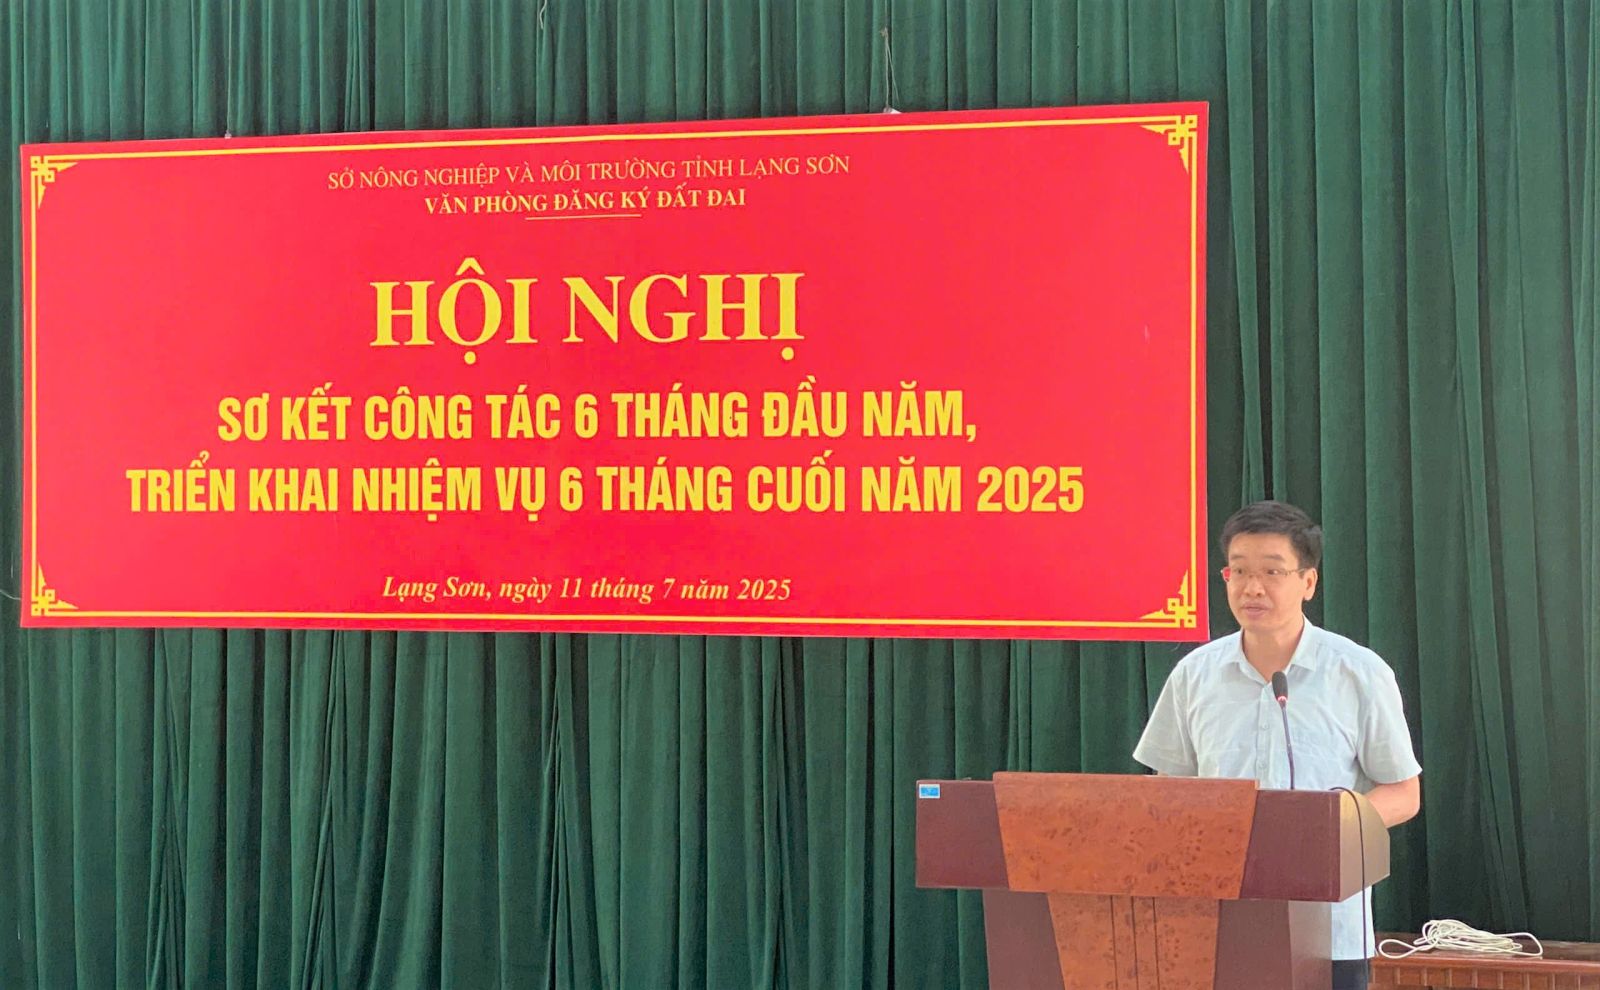 SỞ NÔNG NGHIỆP VÀ MÔI TRƯỜNG TỈNH LẠNG SƠN
VĂN PHÒNG ĐĂNG KÝ ĐẤT ĐAI
HỘI NGHỊ
SƠ KẾT CÔNG TÁC 6 THÁNG ĐẦU NĂM,
TRIỂN KHAI NHIỆM VỤ 6 THÁNG CUỐI NĂM 2025
Lạng Sơn, ngày 11 tháng 7 năm 2025